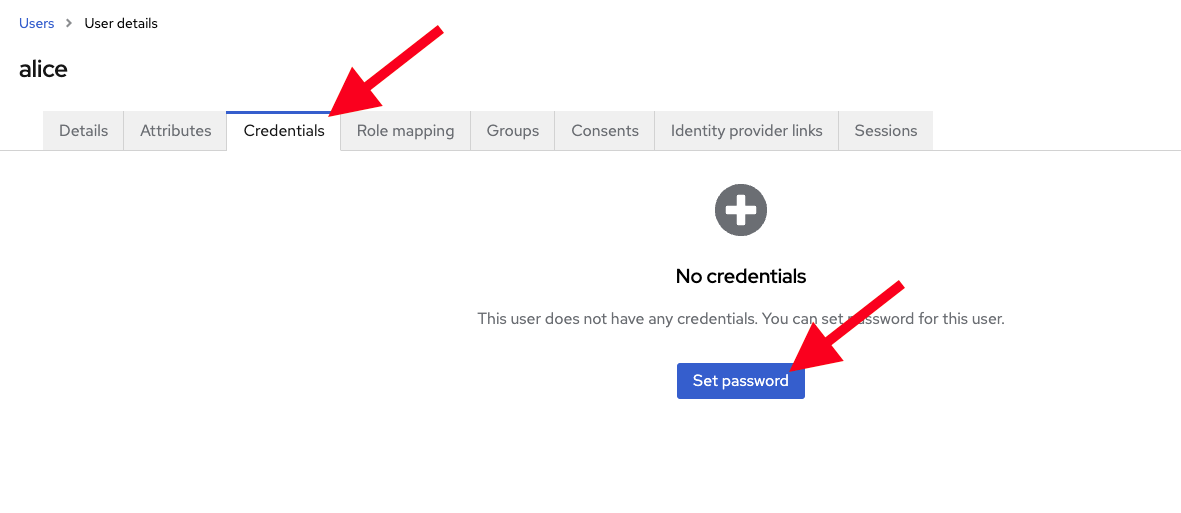 Users > User details
alice
Details Attributes Credentials Role mapping Groups Consents Identity provider links Sessions
No credentials
This user does not have any credentials. You can set password for this user.
Set password